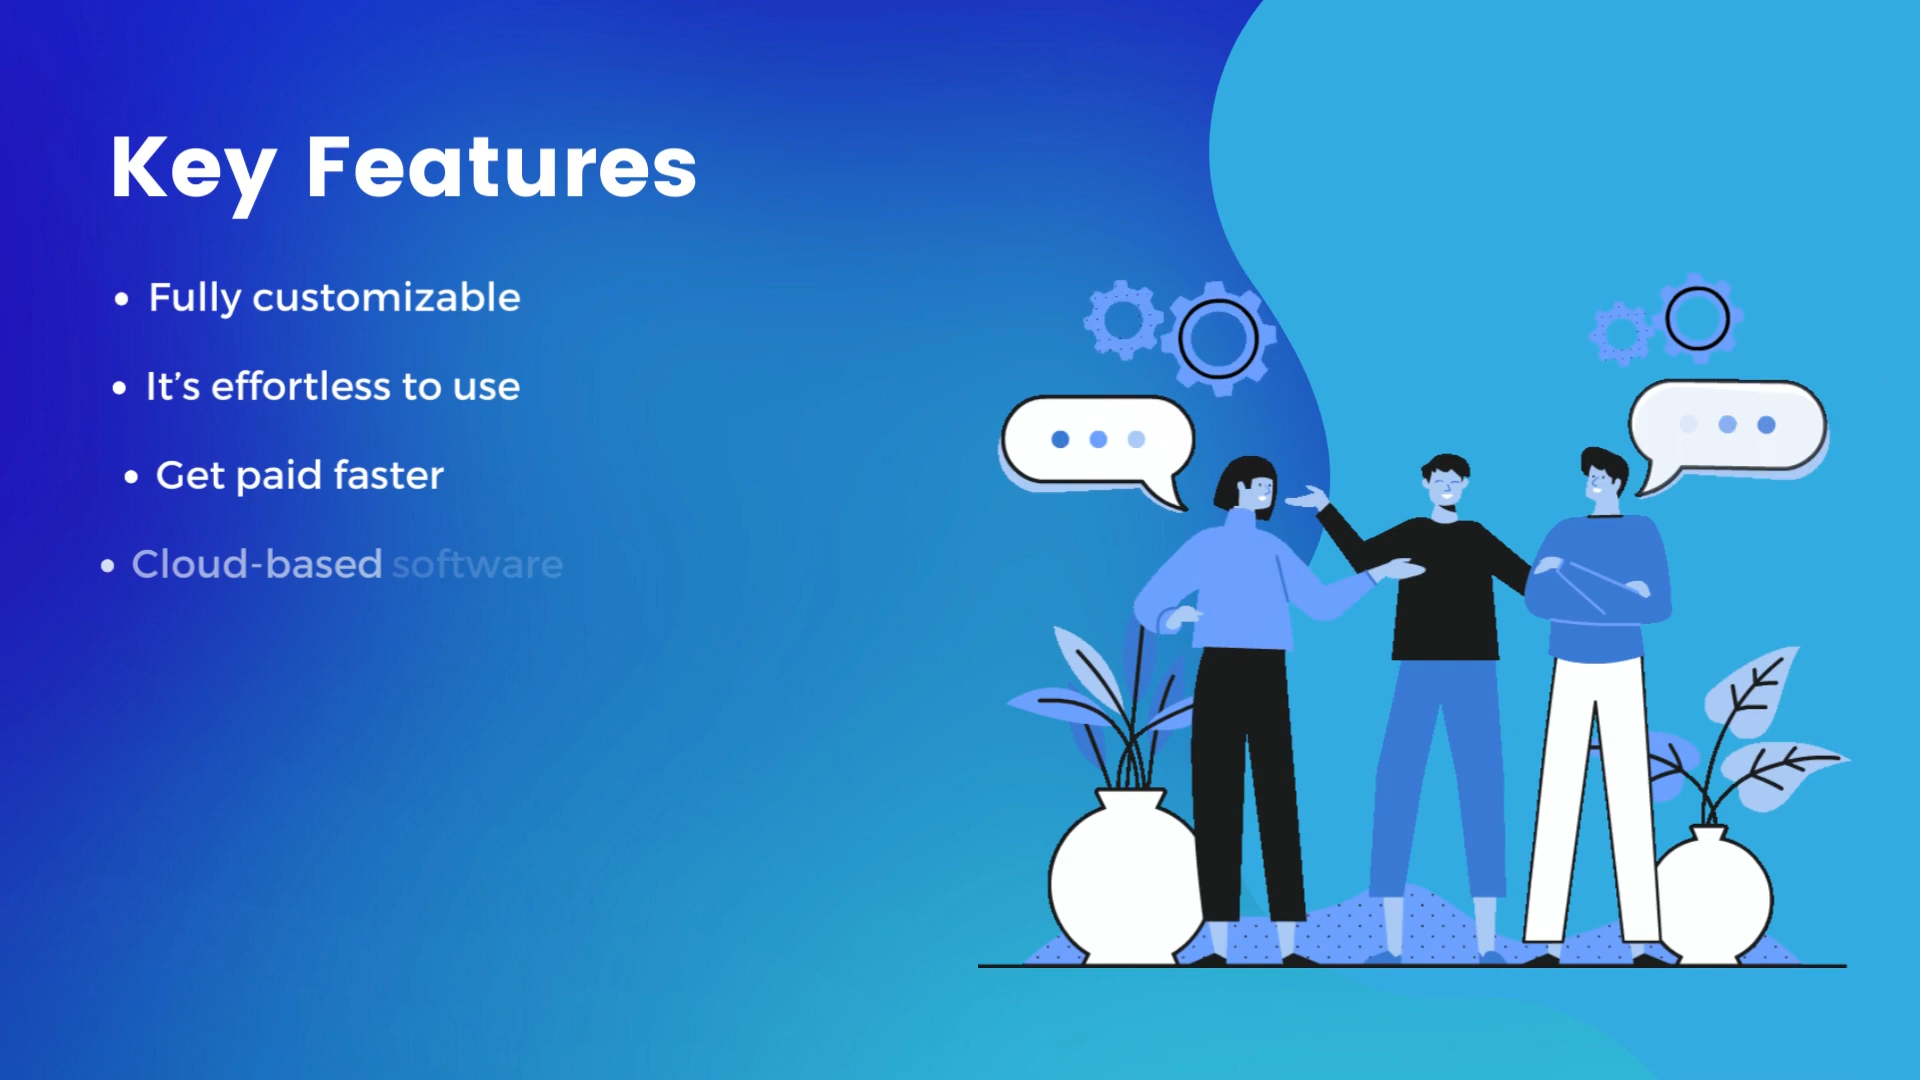 Key Features
• Fully customizable
• It’s effortless to use
• Get paid faster
• Cloud-based software